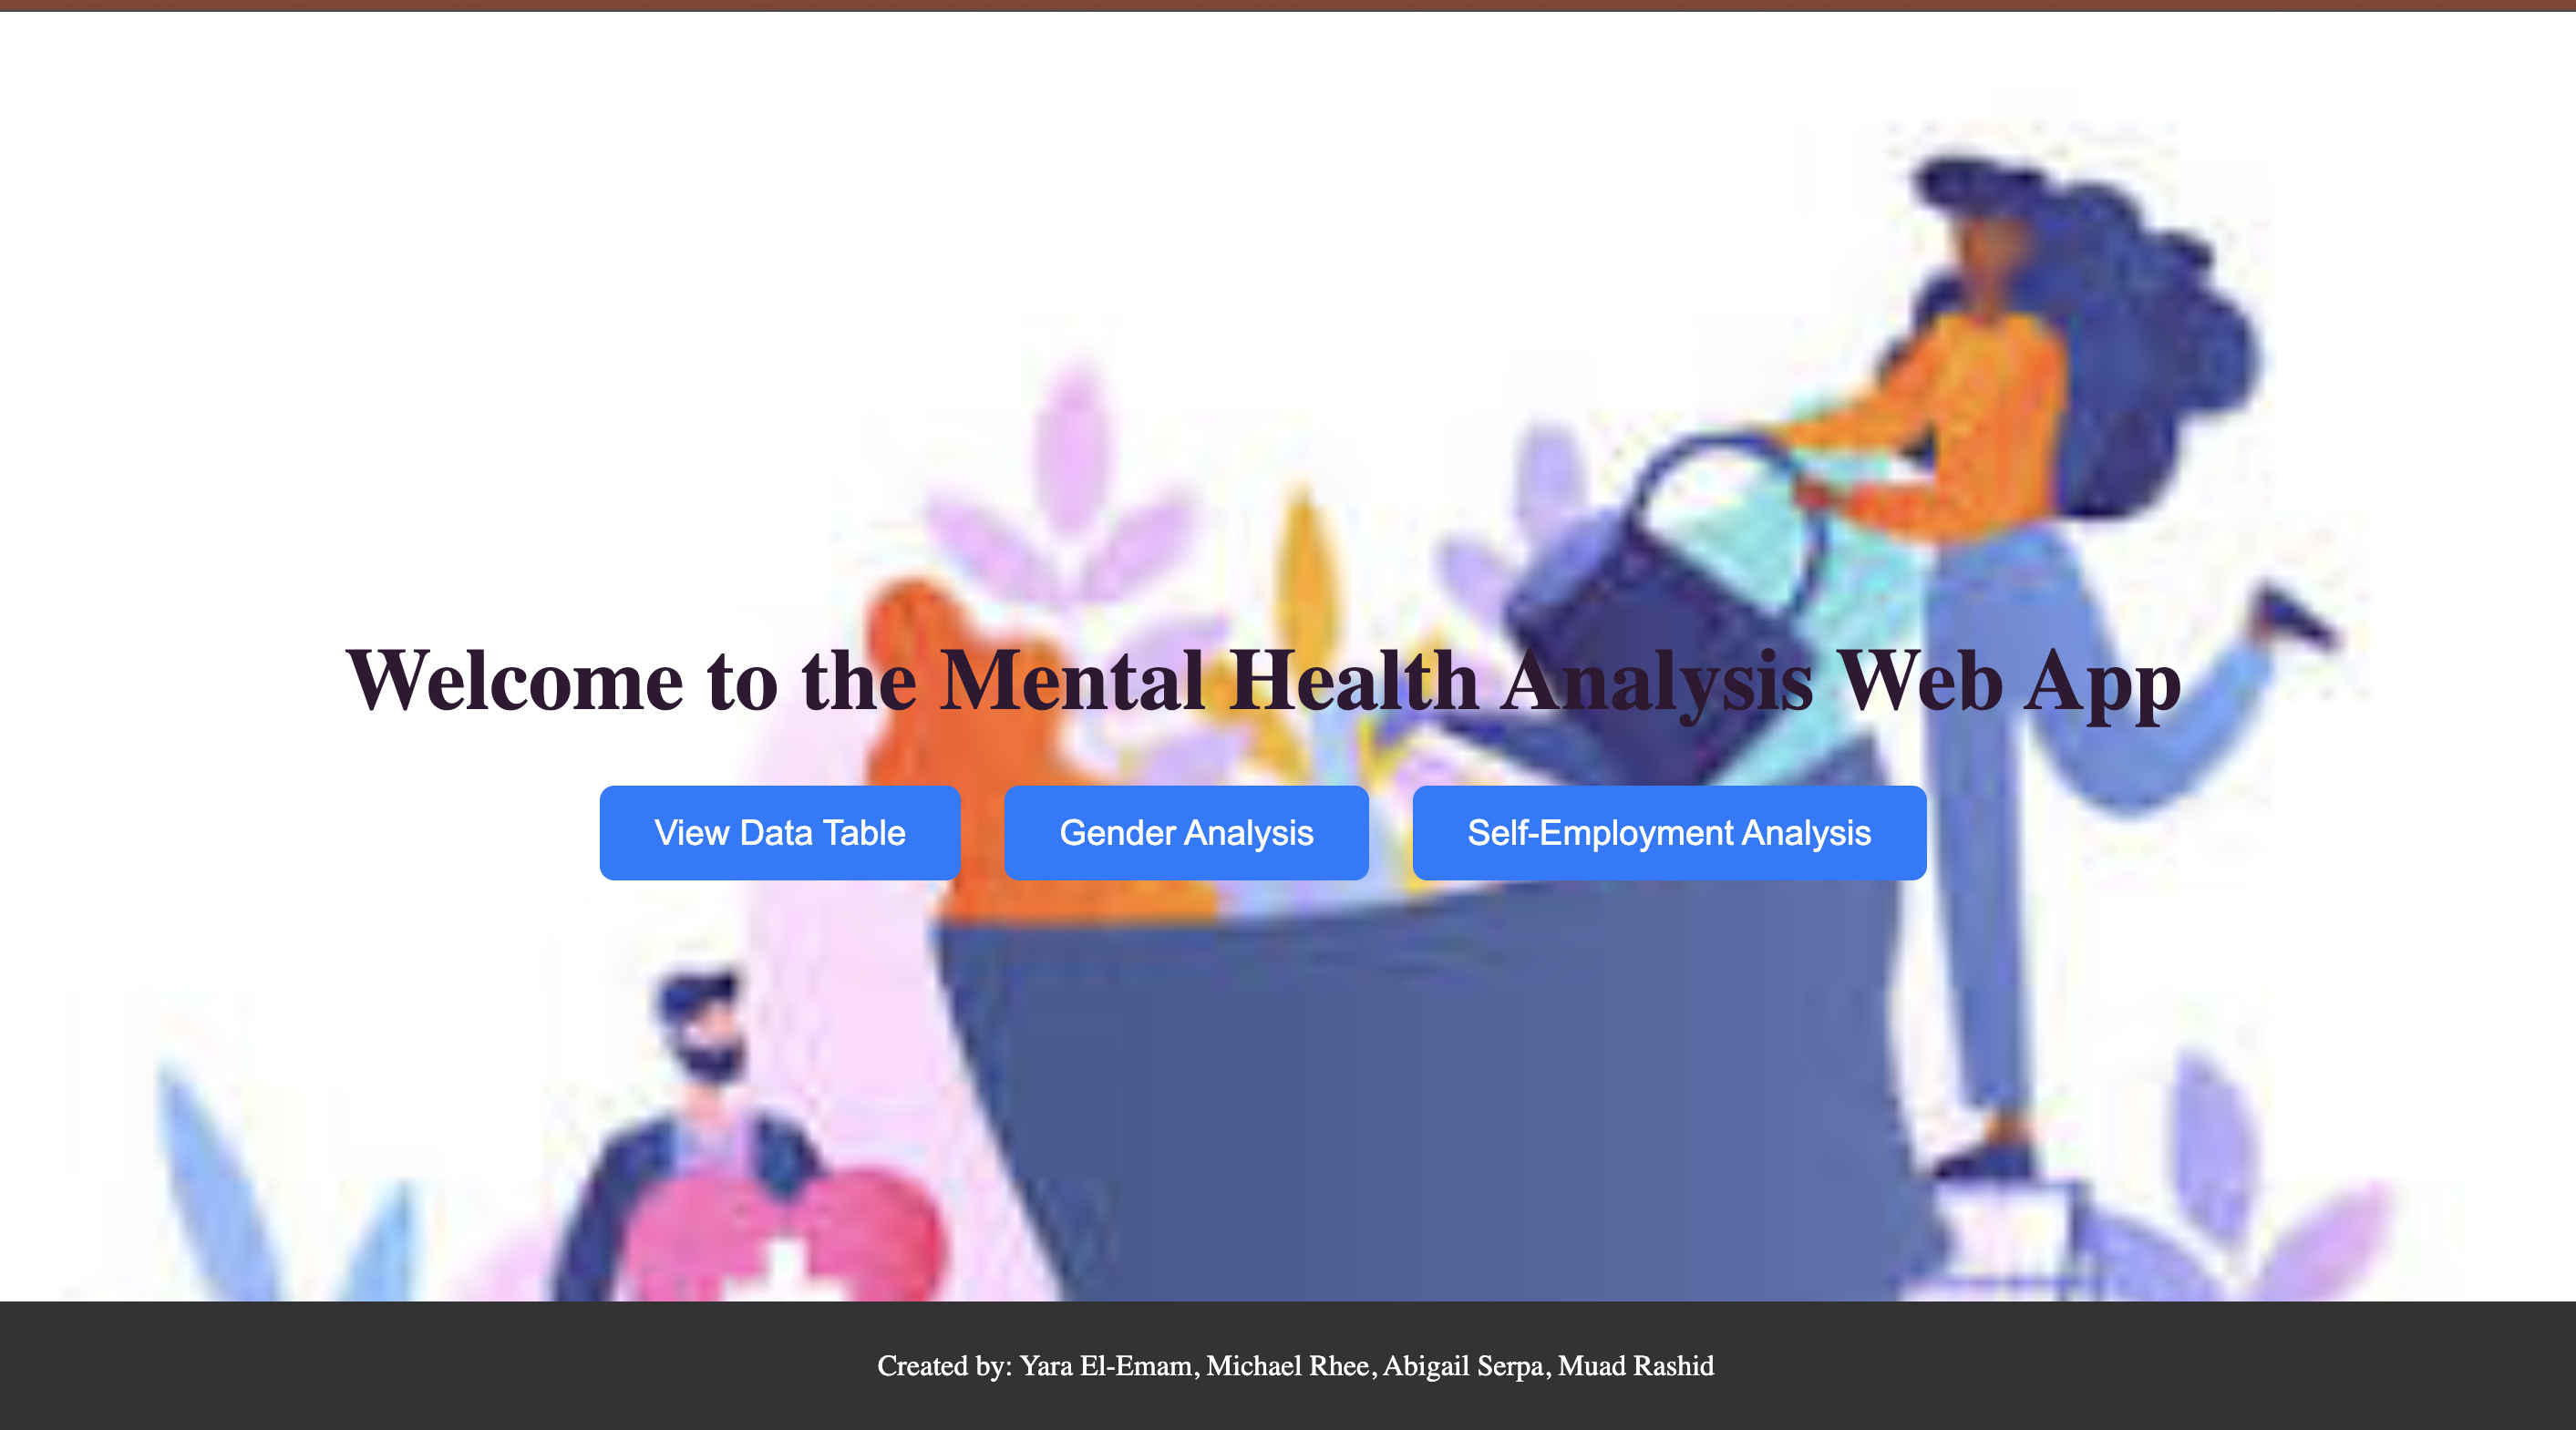 Welcome to the Mental Health Analysis Web App
View Data Table
Gender Analysis
Self-Employment Analysis
Created by: Yara El-Emam, Michael Rhee, Abigail Serpa, Muad Rashid